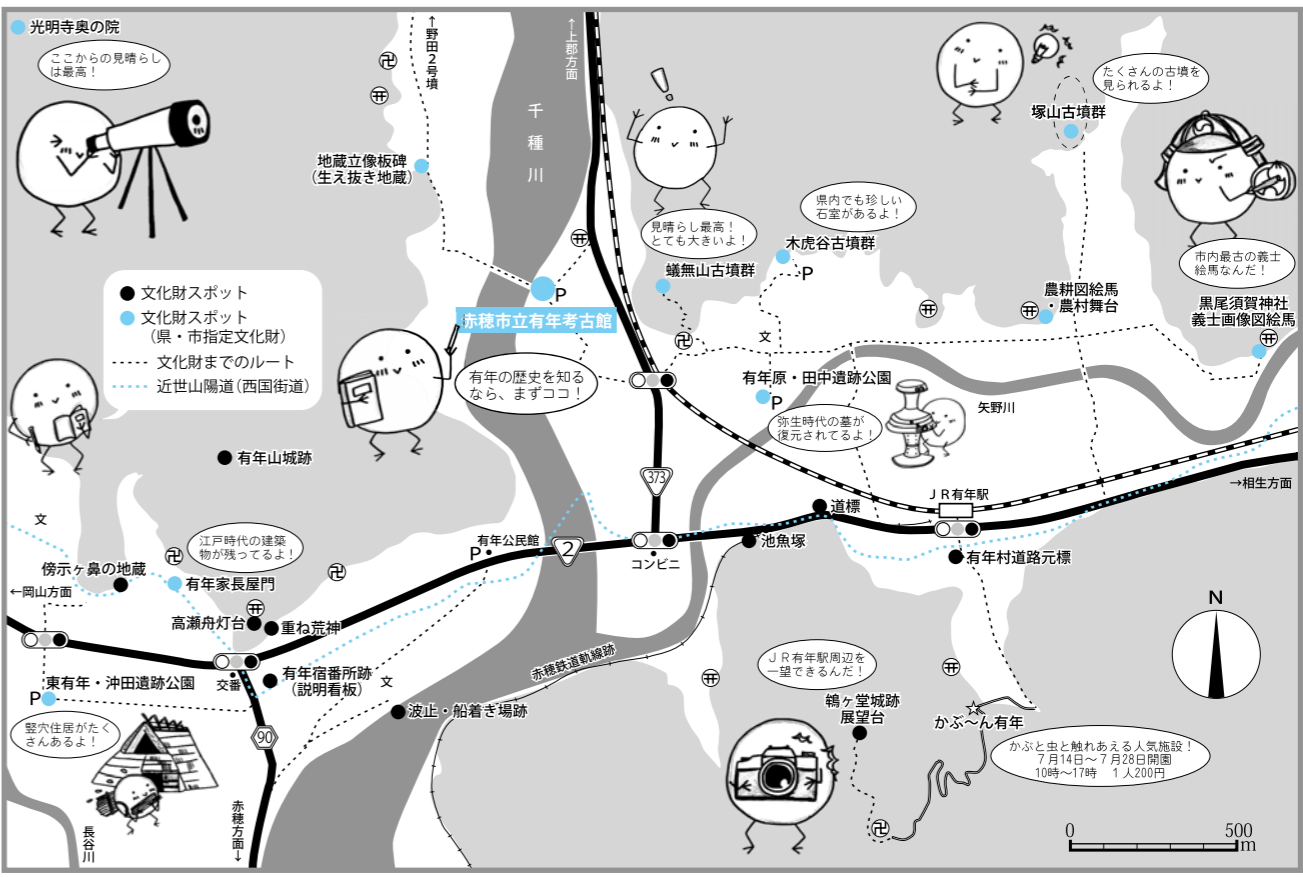 光明寺奥の院
ここからの見晴らし
は最高！
↑野田２号墳
↑上郡方面
千種川
地蔵立像板碑
（生え抜き地蔵）
見晴らし最高！
とても大きいよ！
蟻無山古墳群
県内でも珍しい
石室があるよ！
木虎谷古墳群
P
たくさんの古墳を
見られるよ！
塚山古墳群
市内最古の義士
絵馬なんだ！
黒尾須賀神社
義士画像図絵馬
農耕図絵馬
・農村舞台
文化財スポット
文化財スポット
（県・市指定文化財）
文化財までのルート
近世山陽道（西国街道）
P
赤穂市立有年考古館
有年の歴史を知る
なら、まずココ！
文
有年原・田中遺跡公園
P
弥生時代の墓が
復元されてるよ！
矢野川
373
有年山城跡
→相生方面
ＪＲ有年駅
道標
文
江戸時代の建築
物が残ってるよ！
有年公民館
P
2
コンビニ
池魚塚
有年村道路元標
傍示ヶ鼻の地蔵
有年家長屋門
←岡山方面
高瀬舟灯台
重ね荒神
N
赤穂鉄道軌線跡
ＪＲ有年駅周辺を
一望できるんだ！
有年宿番所跡
（説明看板）
文
交番
東有年・沖田遺跡公園
P
竪穴住居がたく
さんあるよ！
波止・船着き場跡
鶴ヶ堂城跡
展望台
かぶ～ん有年
90
かぶと虫と触れあえる人気施設！
７月14日～７月28日開園
10時～17時　１人200円
赤穂方面↓
長谷川
0 500
m